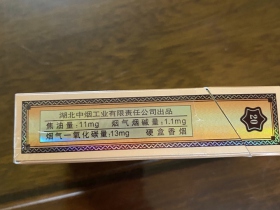 湖北中烟工业有限责任公司出品
焦油量:11mg 烟气烟碱量:1.1mg
烟气一氧化碳量:13mg 硬盒香烟
20